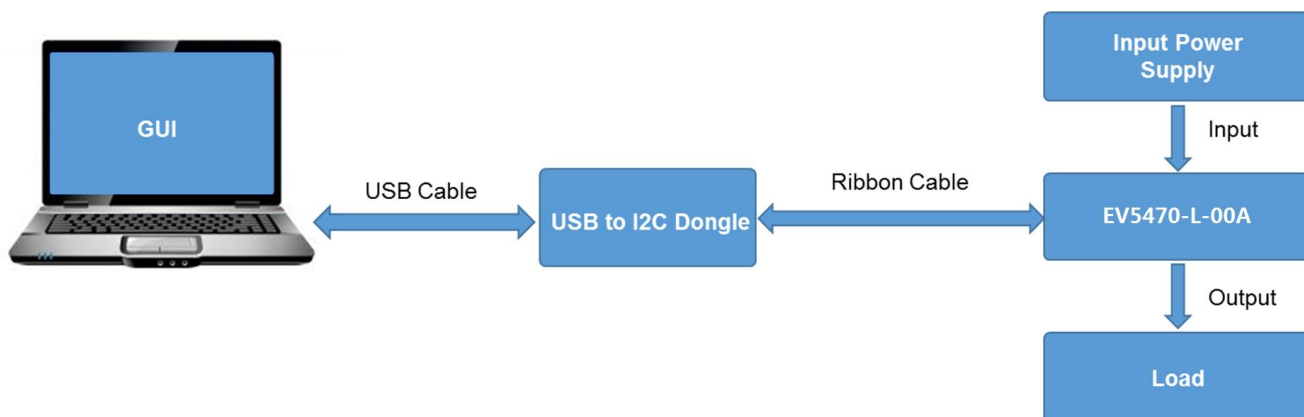 GUI
USB Cable
USB to I2C Dongle
Ribbon Cable
Input Power
Supply
Input
EV5470-L-00A
Output
Load